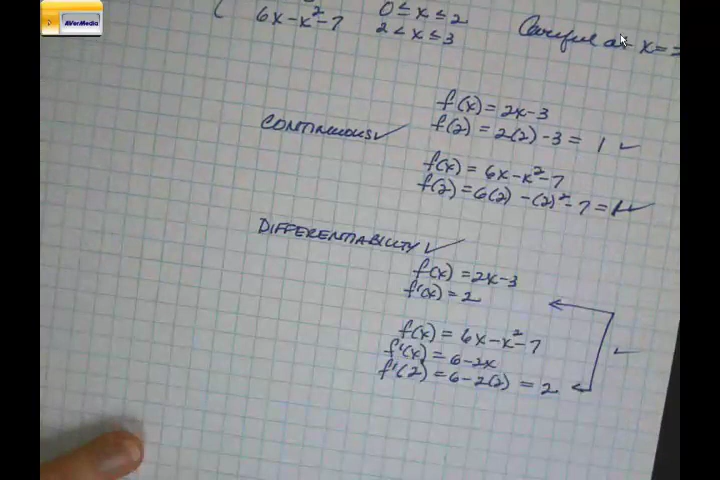 AVerMedia
0 ≤ x ≤ 2
6x-x²-7 2 < x ≤ 3
Careful at x=
CONTINUOUS ✓
f(x) = 2x-3
f(2) = 2(2) -3 = 1 ✓
f(x) = 6x-x²-7
f(2) = 6(2) -(2)²-7 = 1 ✓
DIFFERENTIABILITY ✓
f(x) = 2x-3
f'(x) = 2
f(x) = 6x-x²-7
f'(x) = 6-2x
f'(2) = 6-2(2) = 2